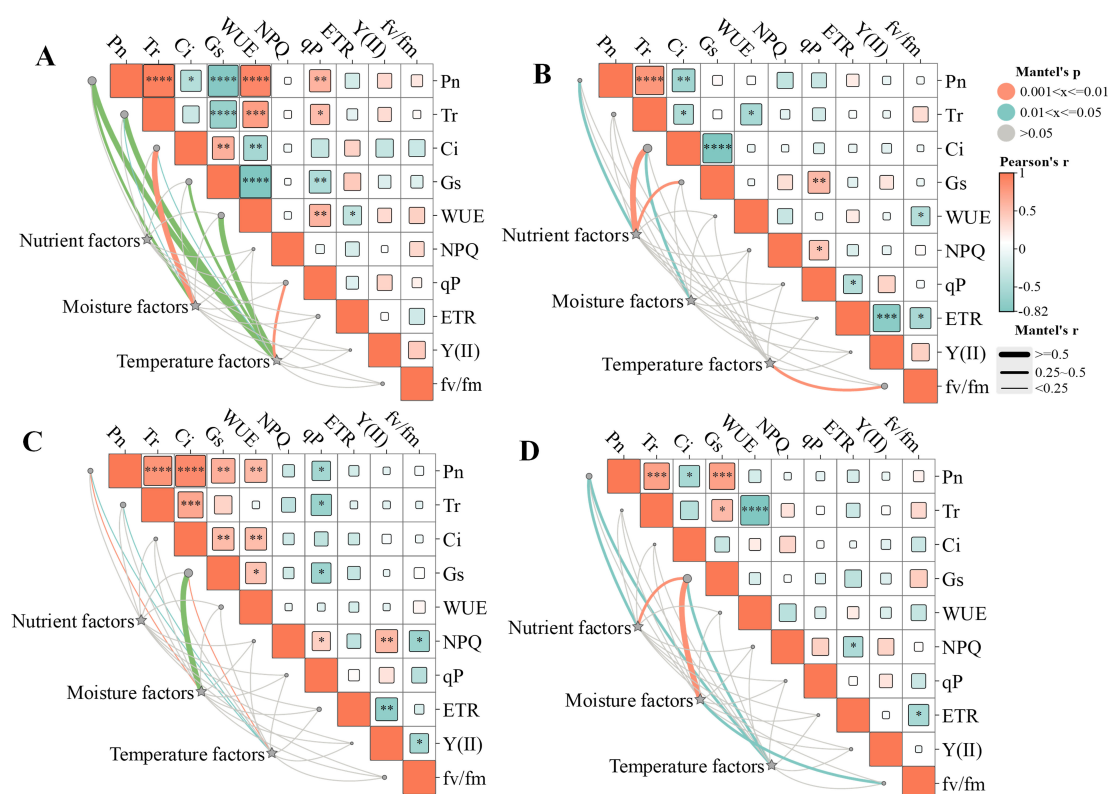 A
Pn Tr Ci Gs WUE NPQ qP ETR Y(II) fv/fm
**** * **** **** ** Pn
**** *** * Tr
** ** Ci
**** ** Gs
** * WUE
NPQ
qP
ETR
Y(II)
fv/fm
Nutrient factors
Moisture factors
Temperature factors
B
Pn Tr Ci Gs WUE NPQ qP ETR Y(II) fv/fm
**** ** Pn
* * Tr
**** Ci
** Gs
* WUE
* NPQ
* qP
*** * ETR
Y(II)
fv/fm
Nutrient factors
Moisture factors
Temperature factors
Mantel's p
0.001<x<=0.01
0.01<x<=0.05
>0.05
Pearson's r
1
0.5
0
-0.5
-0.82
Mantel's r
>=0.5
0.25~0.5
<0.25
C
Pn Tr Ci Gs WUE NPQ qP ETR Y(II) fv/fm
**** **** ** ** * Pn
*** * Tr
** ** Ci
* * Gs
WUE
* ** * NPQ
qP
** ETR
* Y(II)
fv/fm
Nutrient factors
Moisture factors
Temperature factors
D
Pn Tr Ci Gs WUE NPQ qP ETR Y(II) fv/fm
*** * *** Pn
* **** Tr
Ci
Gs
WUE
* NPQ
qP
* ETR
Y(II)
fv/fm
Nutrient factors
Moisture factors
Temperature factors